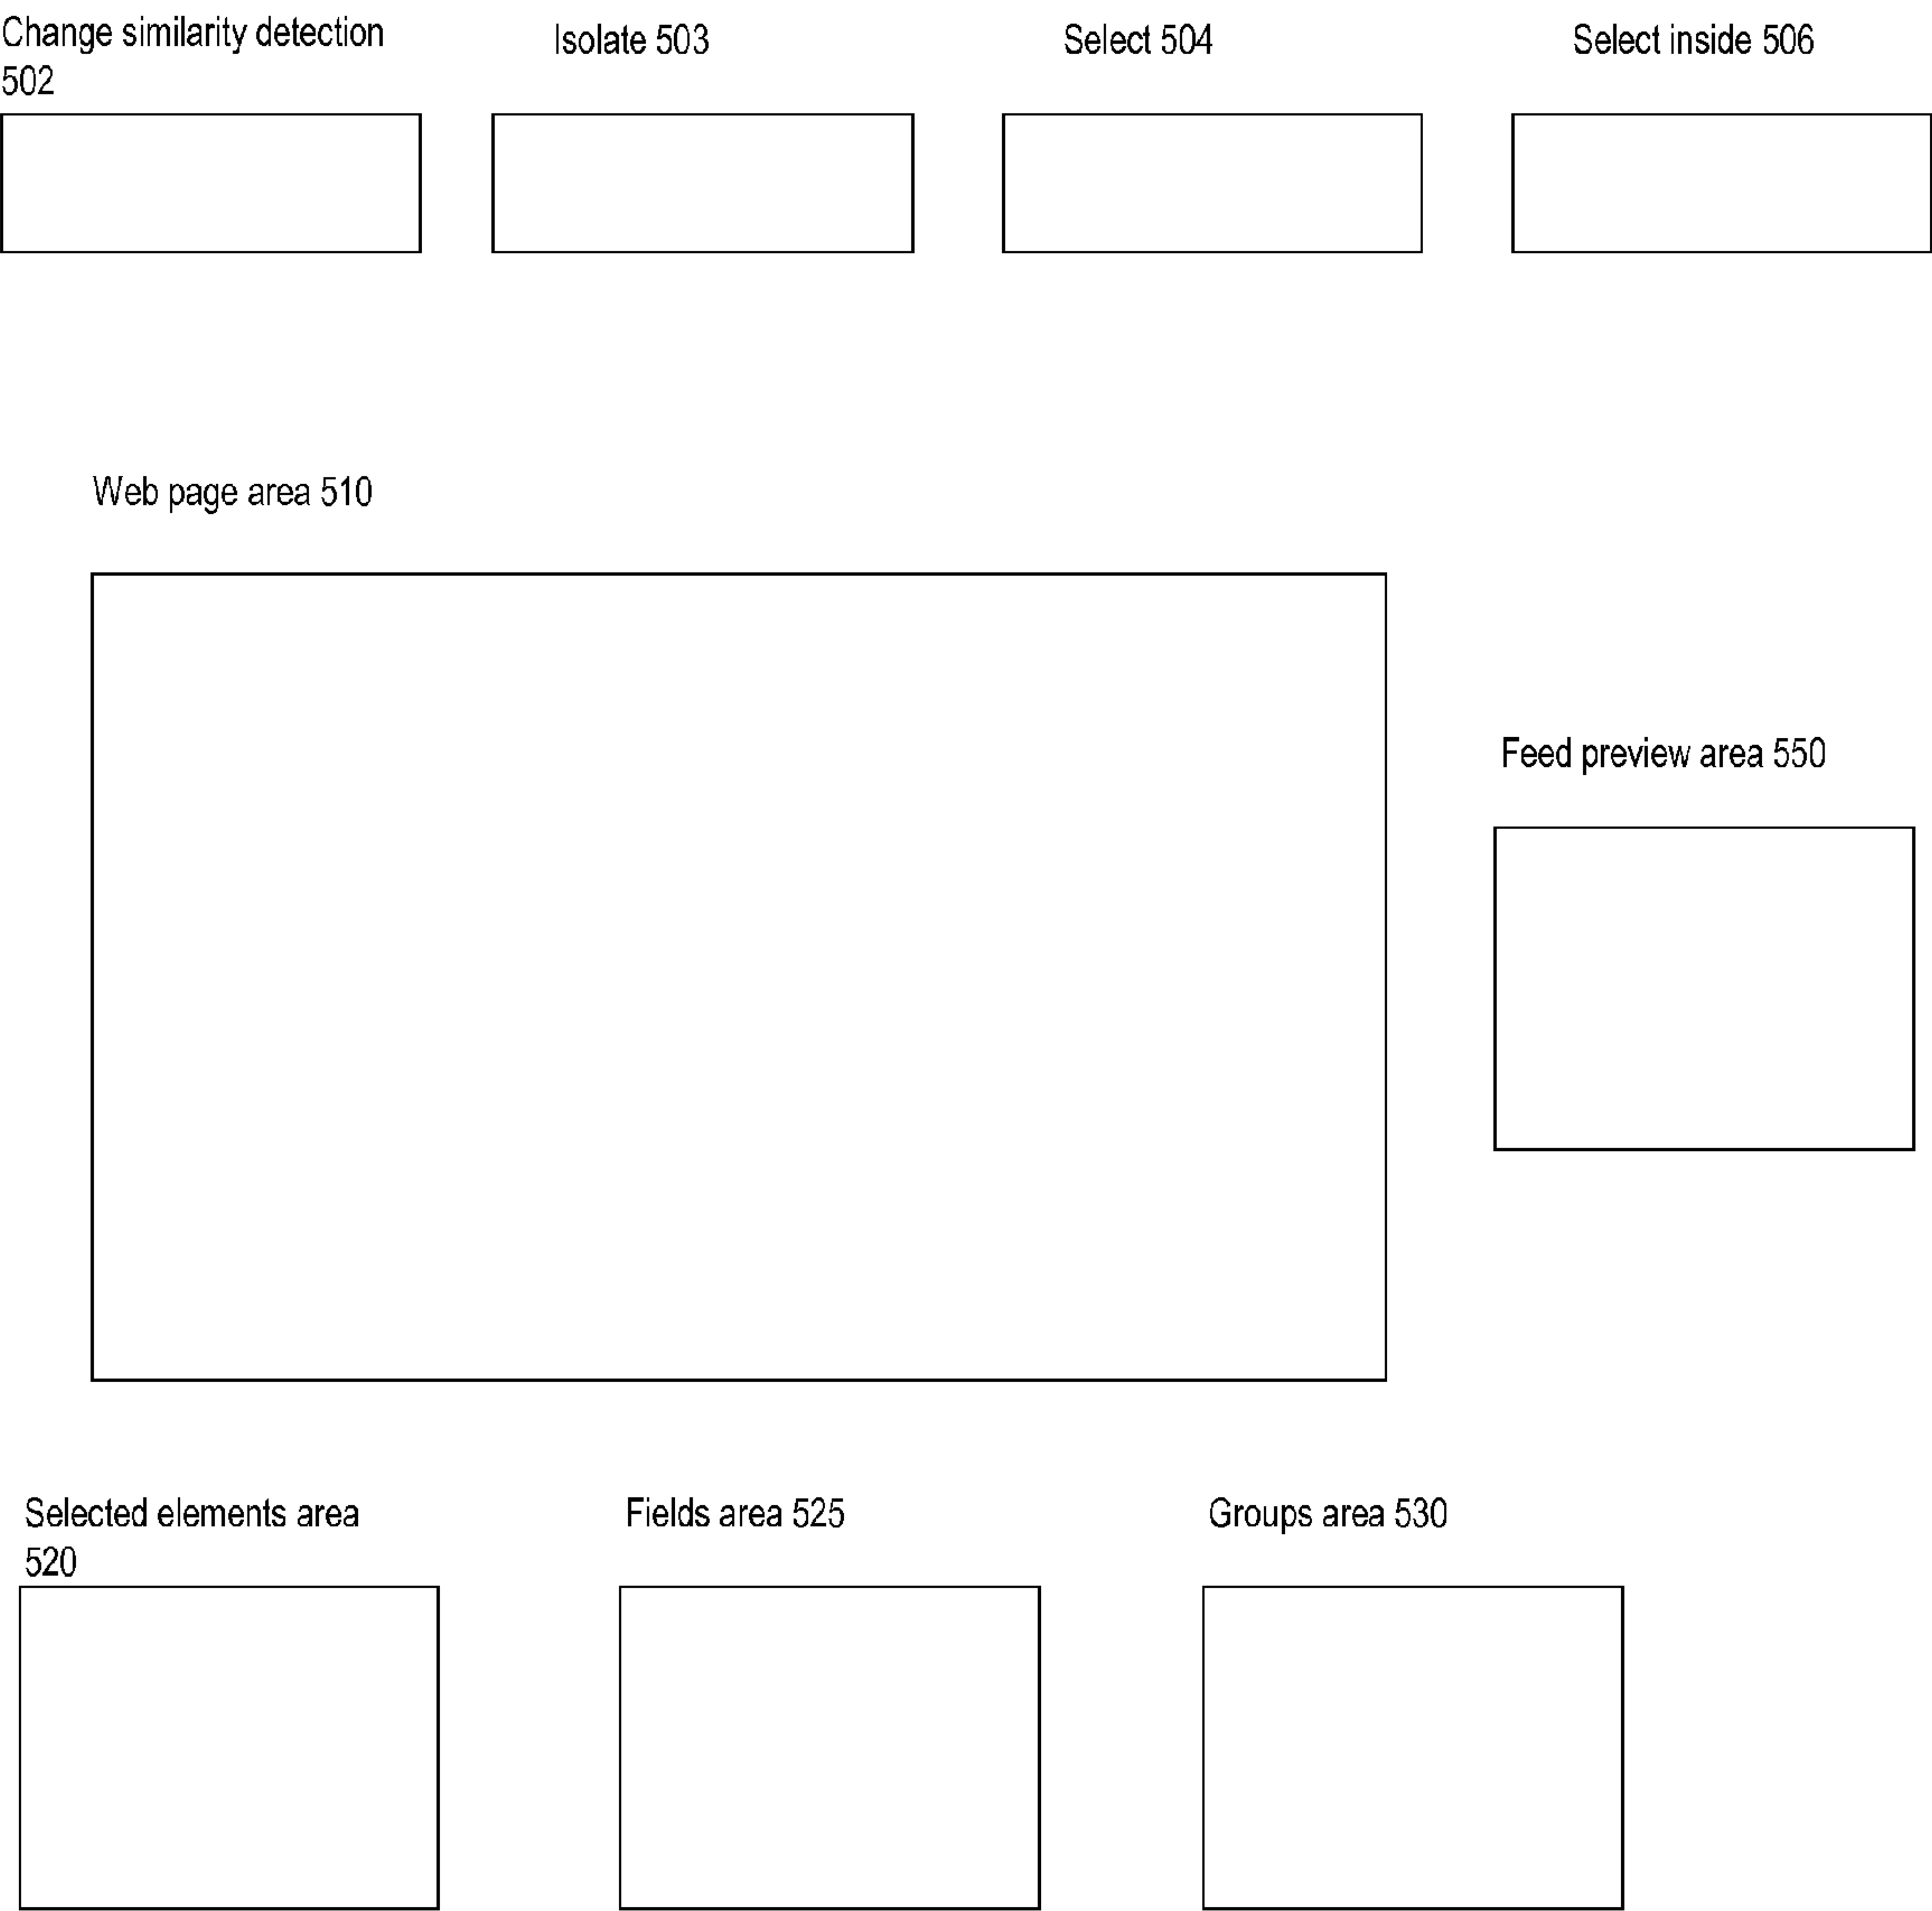 Change similarity detection
502
Isolate 503
Select 504
Select inside 506
Web page area 510
Feed preview area 550
Selected elements area
520
Fields area 525
Groups area 530